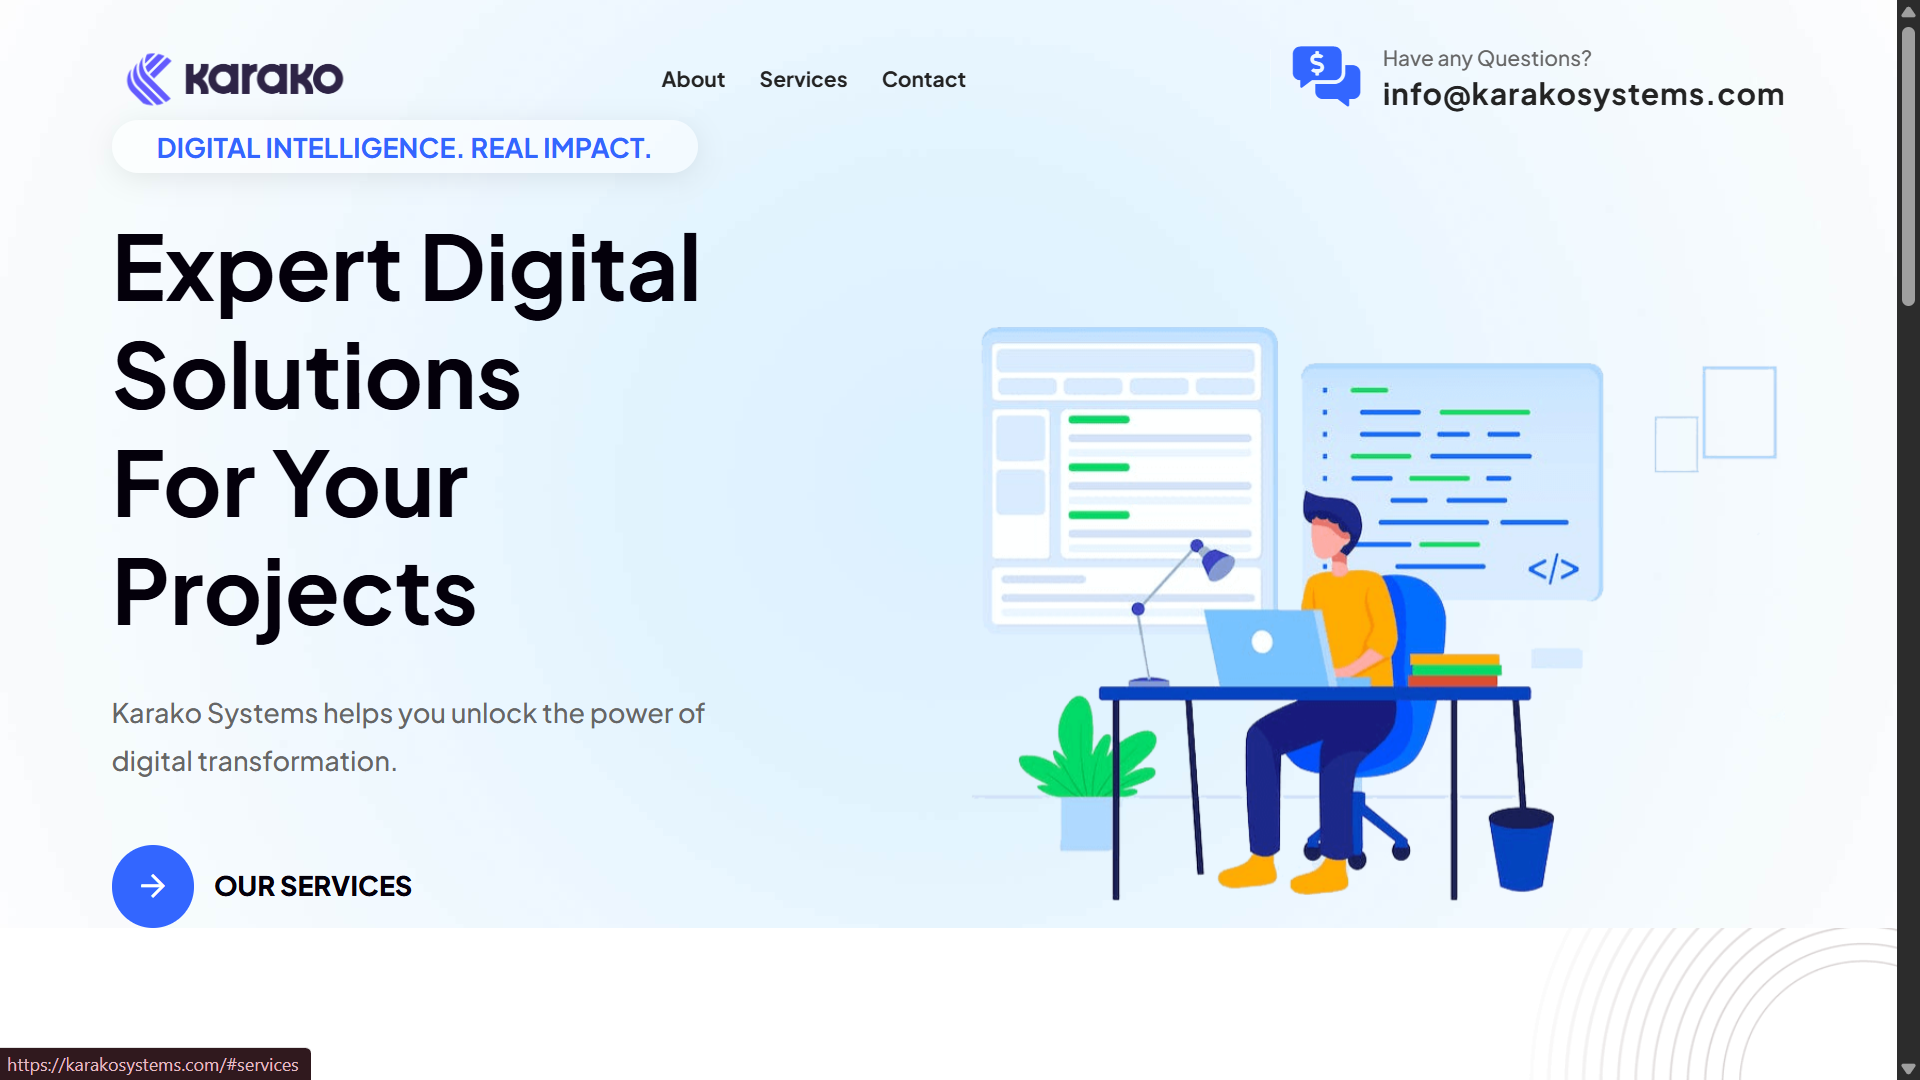 karako
About Services Contact
Have any Questions?
info@karakosystems.com
DIGITAL INTELLIGENCE. REAL IMPACT.
Expert Digital
Solutions
For Your
Projects
Karako Systems helps you unlock the power of
digital transformation.
OUR SERVICES
$
</>
https://karakosystems.com/#services